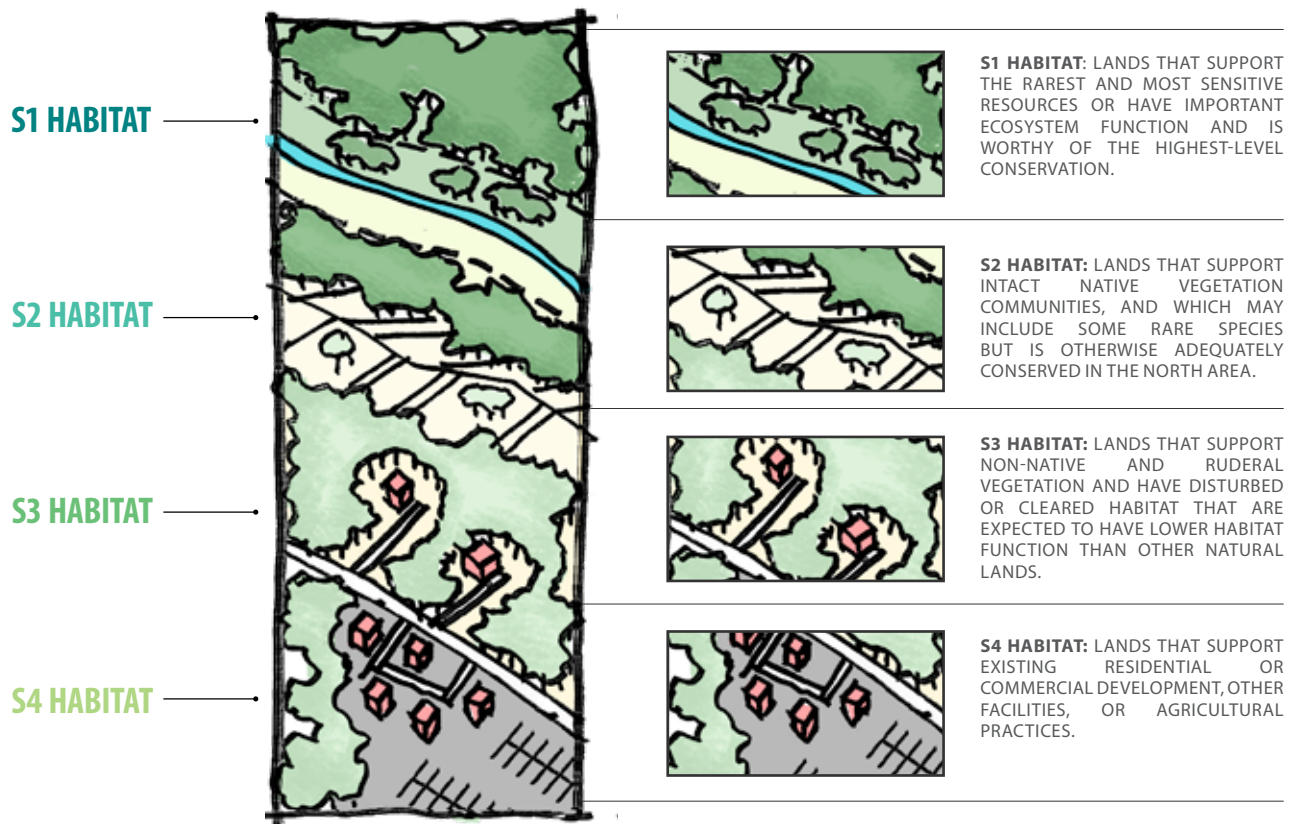 S1 HABITAT
S1 HABITAT: LANDS THAT SUPPORT
THE RAREST AND MOST SENSITIVE
RESOURCES OR HAVE IMPORTANT
ECOSYSTEM FUNCTION AND IS
WORTHY OF THE HIGHEST-LEVEL
CONSERVATION.
S2 HABITAT
S2 HABITAT: LANDS THAT SUPPORT
INTACT NATIVE VEGETATION
COMMUNITIES, AND WHICH MAY
INCLUDE SOME RARE SPECIES
BUT IS OTHERWISE ADEQUATELY
CONSERVED IN THE NORTH AREA.
S3 HABITAT
S3 HABITAT: LANDS THAT SUPPORT
NON-NATIVE AND RUDERAL
VEGETATION AND HAVE DISTURBED
OR CLEARED HABITAT THAT ARE
EXPECTED TO HAVE LOWER HABITAT
FUNCTION THAN OTHER NATURAL
LANDS.
S4 HABITAT
S4 HABITAT: LANDS THAT SUPPORT
EXISTING RESIDENTIAL OR
COMMERCIAL DEVELOPMENT, OTHER
FACILITIES, OR AGRICULTURAL
PRACTICES.